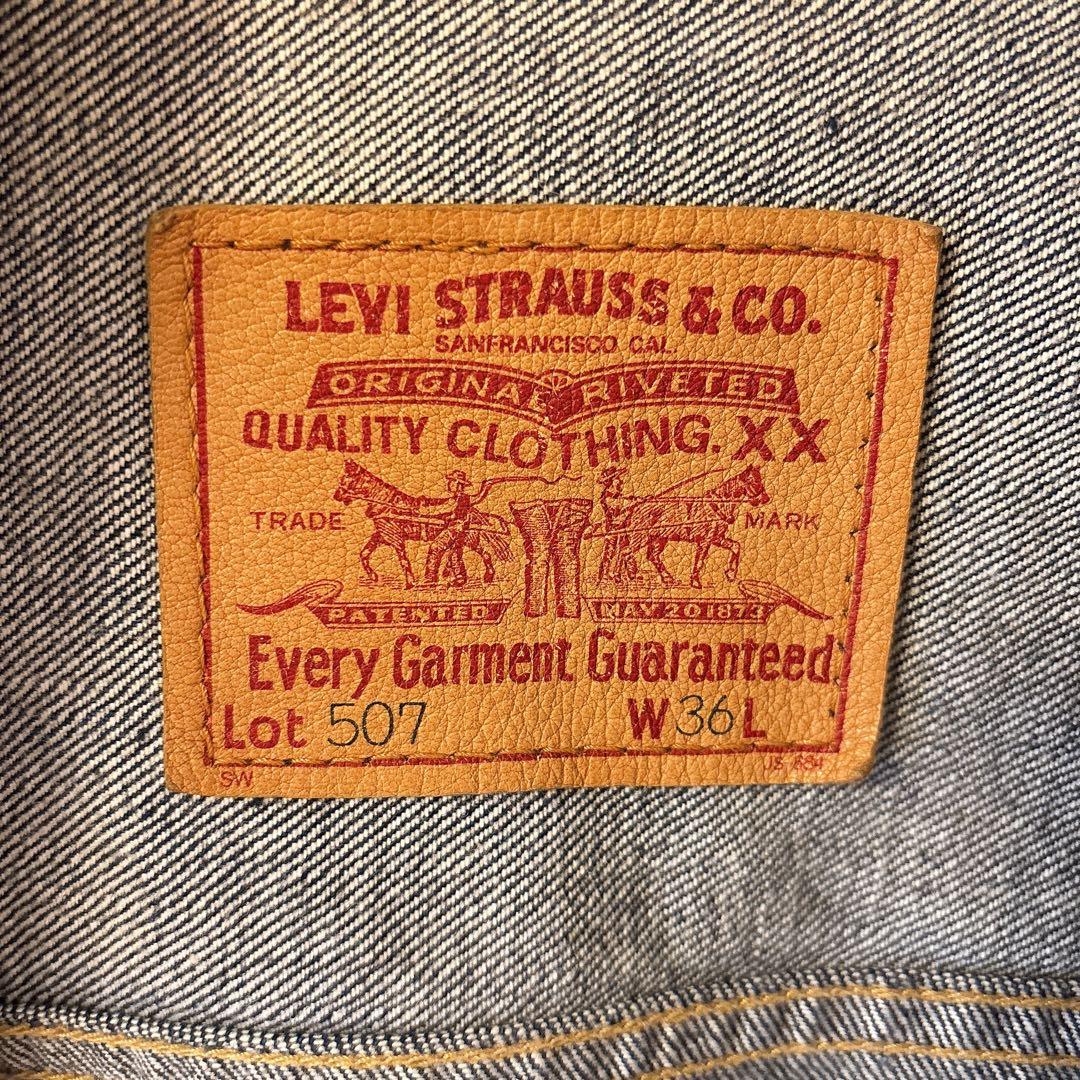 LEVI STRAUSS & CO.
SANFRANCISCO CAL.
ORIGINAL RIVETED
QUALITY CLOTHING. XX
TRADE MARK
PATENTED MAY 20 1873
Every Garment Guaranteed
Lot 507 W 36 L
SW US